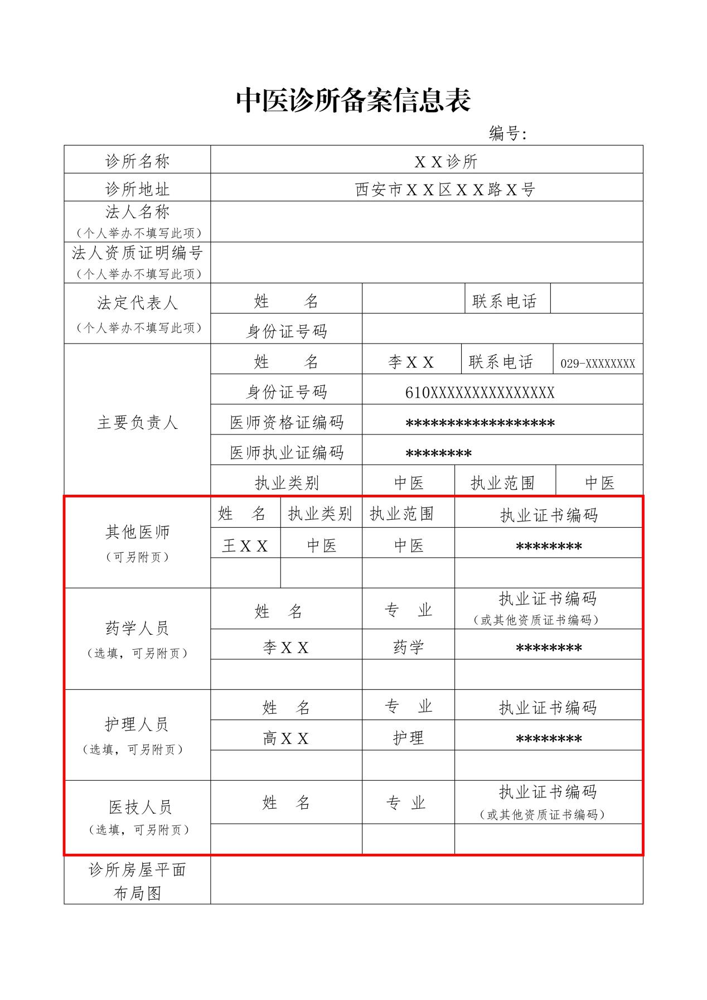 中医诊所备案信息表
编号:
诊所名称 ＸＸ诊所
诊所地址 西安市ＸＸ区ＸＸ路Ｘ号
法人名称
（个人举办不填写此项）
法人资质证明编号
（个人举办不填写此项）
法定代表人
（个人举办不填写此项）
姓 名 联系电话
身份证号码
主要负责人
姓 名 李ＸＸ 联系电话 029-XXXXXXXX
身份证号码 610XXXXXXXXXXXXXXX
医师资格证编码 ******************
医师执业证编码 ********
执业类别 中医 执业范围 中医
其他医师
（可另附页）
姓 名 执业类别 执业范围 执业证书编码
王ＸＸ 中医 中医 ********
药学人员
（选填，可另附页）
姓 名 专 业 执业证书编码
（或其他资质证书编码）
李ＸＸ 药学 ********
护理人员
（选填，可另附页）
姓 名 专 业 执业证书编码
高ＸＸ 护理 ********
医技人员
（选填，可另附页）
姓 名 专 业 执业证书编码
（或其他资质证书编码）
诊所房屋平面
布局图